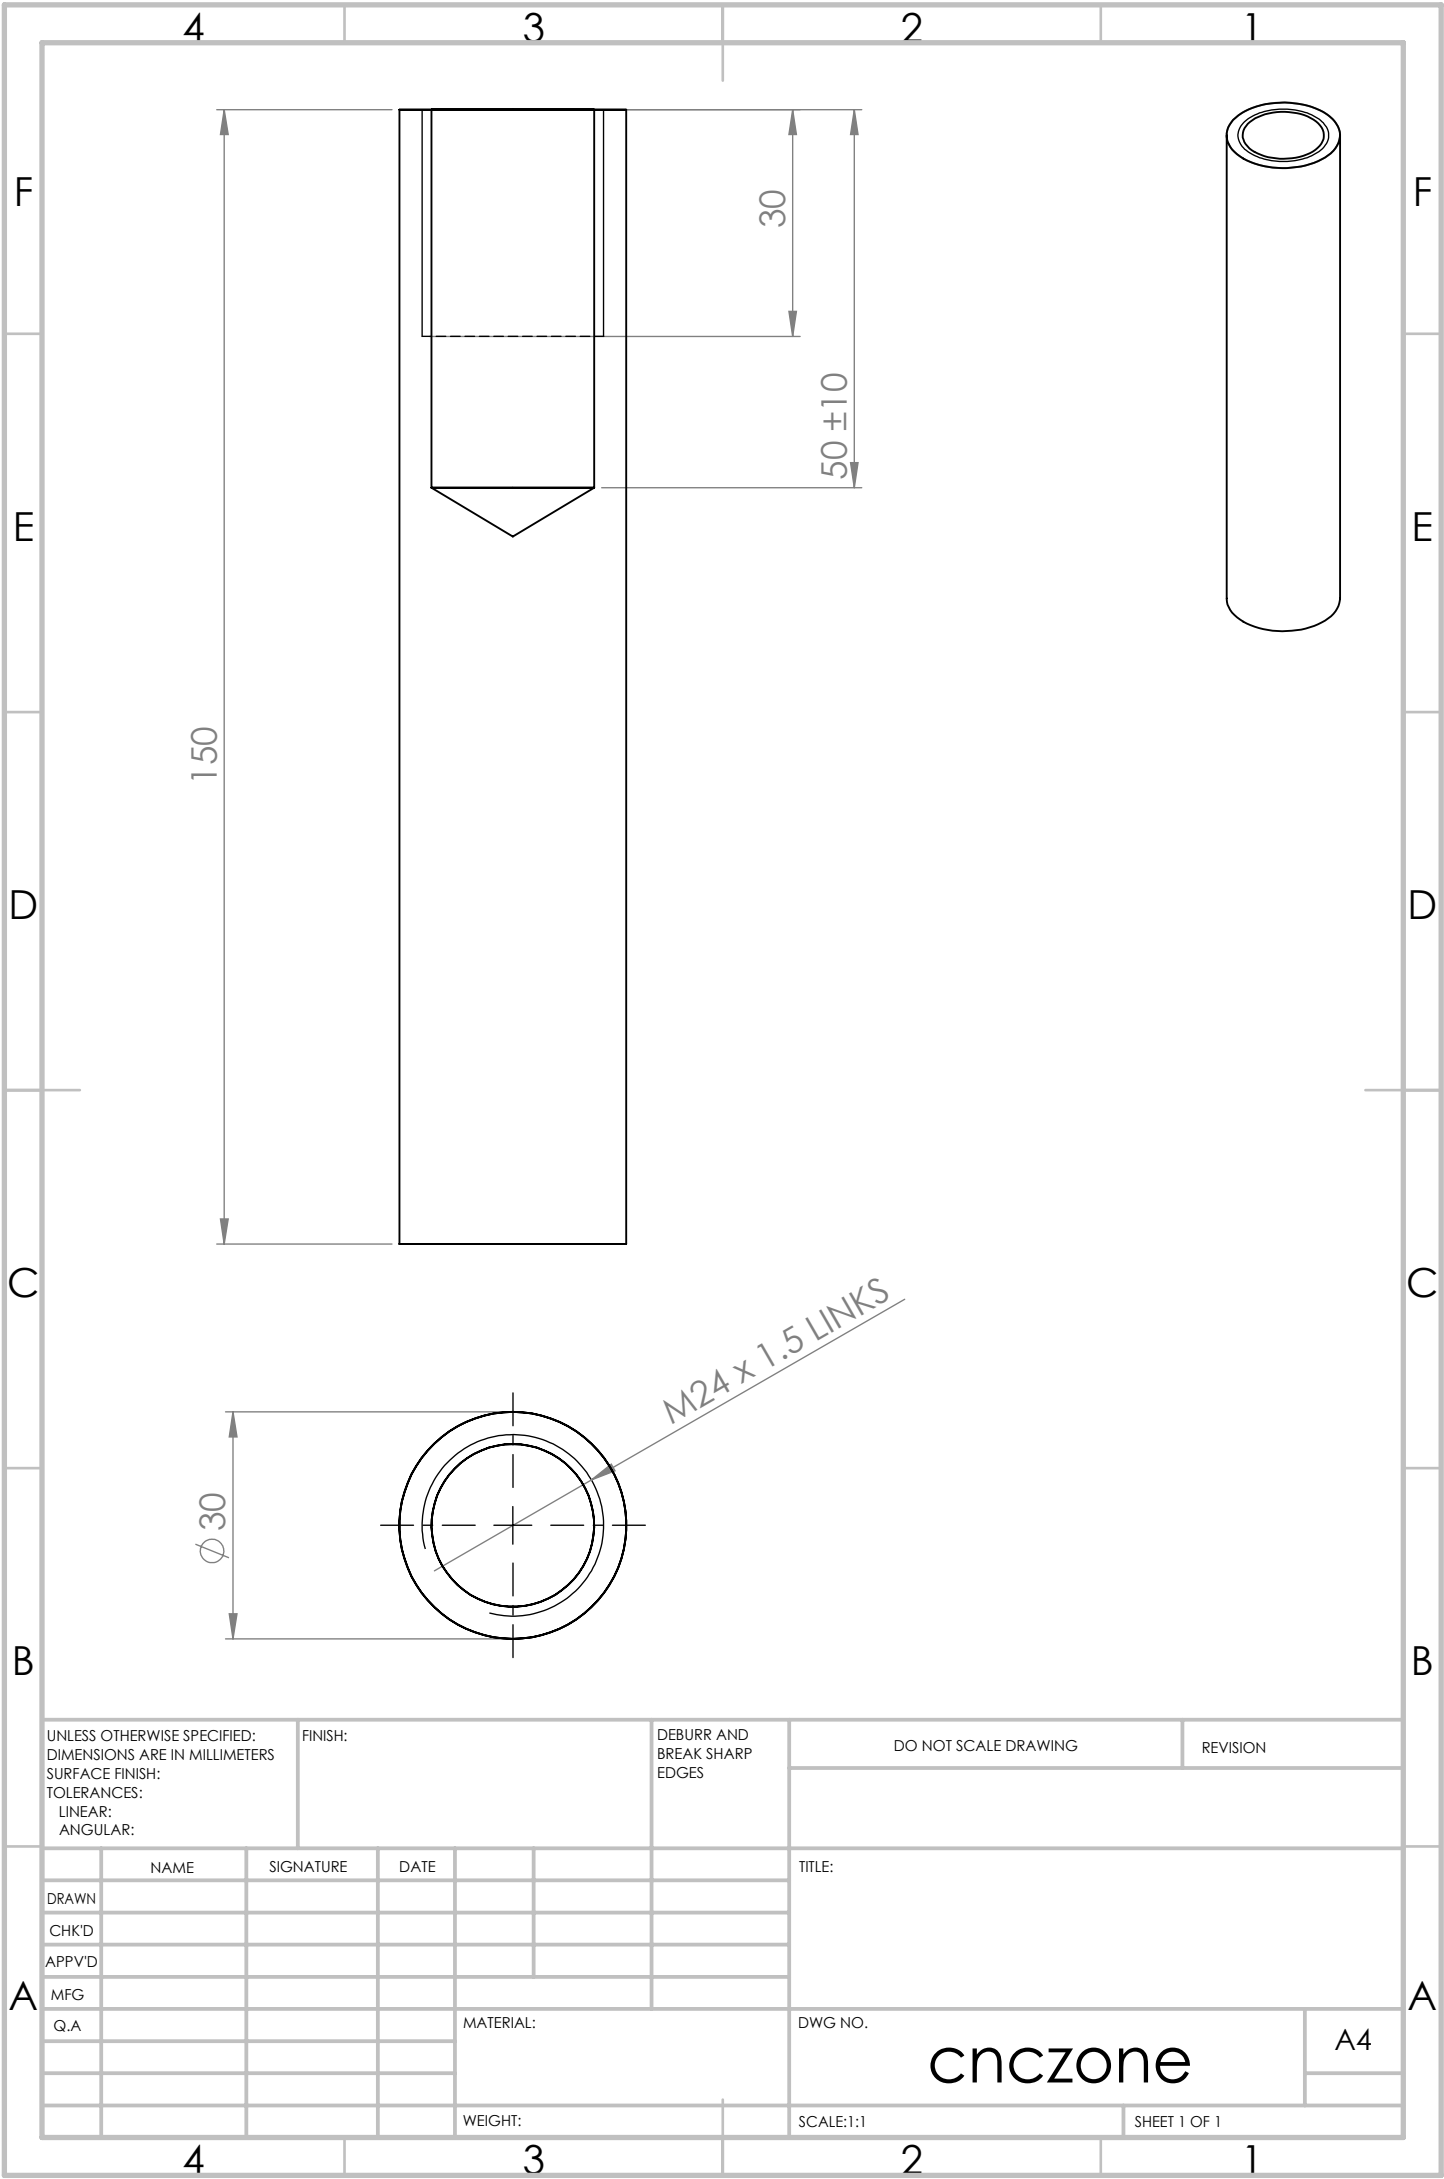 4 3 2 1
F F
30
50 ±10
E E
150
D D
C C
M24 x 1.5 LINKS
∅ 30
B B
UNLESS OTHERWISE SPECIFIED:
DIMENSIONS ARE IN MILLIMETERS
SURFACE FINISH:
TOLERANCES:
LINEAR:
ANGULAR:
FINISH:
DEBURR AND
BREAK SHARP
EDGES
DO NOT SCALE DRAWING
REVISION
NAME SIGNATURE DATE
DRAWN
CHK'D
APPV'D
MFG
Q.A
TITLE:
A A
MATERIAL:
DWG NO.
cnczone
A4
WEIGHT:
SCALE:1:1
SHEET 1 OF 1
4 3 2 1